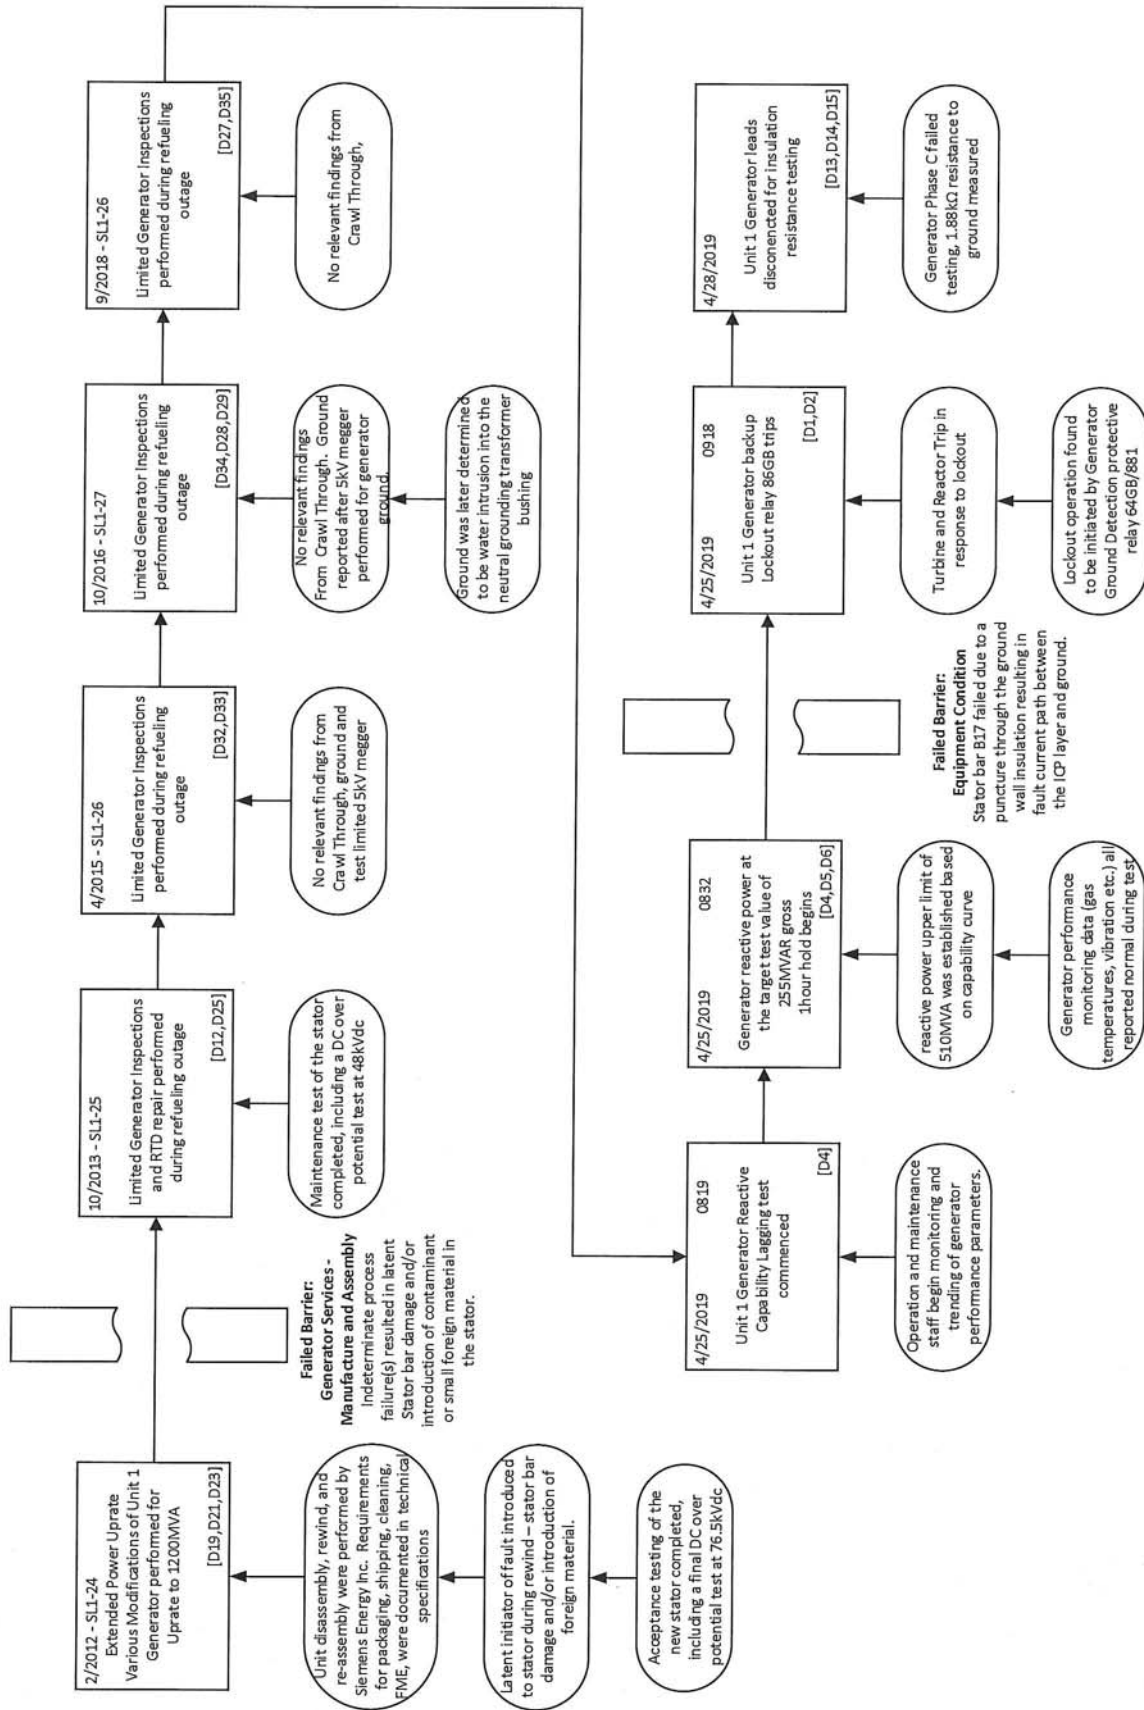 2/2012 - SL1-24
Extended Power Uprate
Various Modifications of Unit 1
Generator performed for
Uprate to 1200MVA
[D19,D21,D23]
Unit disassembly, rewind, and
re-assembly were performed by
Siemens Energy Inc. Requirements
for packaging, shipping, cleaning,
FME, were documented in technical
specifications
Latent initiator of fault introduced
to stator during rewind – stator bar
damage and/or introduction of
foreign material.
Acceptance testing of the
new stator completed,
including a final DC over
potential test at 76.5kVdc
Failed Barrier:
Generator Services -
Manufacture and Assembly
Indeterminate process
failure(s) resulted in latent
Stator bar damage and/or
introduction of contaminant
or small foreign material in
the stator.
10/2013 - SL1-25
Limited Generator Inspections
and RTD repair performed
during refueling outage
[D12,D25]
Maintenance test of the stator
completed, including a DC over
potential test at 48kVdc
4/2015 - SL1-26
Limited Generator Inspections
performed during refueling
outage
[D32,D33]
No relevant findings from
Crawl Through, ground and
test limited 5kV megger
10/2016 - SL1-27
Limited Generator Inspections
performed during refueling
outage
[D34,D28,D29]
No relevant findings
From Crawl Through. Ground
reported after 5kV megger
performed for generator
ground.
Ground was later determined
to be water intrusion into the
neutral grounding transformer
bushing
9/2018 - SL1-26
Limited Generator Inspections
performed during refueling
outage
[D27,D35]
No relevant findings from
Crawl Through,
4/25/2019 0819
Unit 1 Generator Reactive
Capability Lagging test
commenced
[D4]
Operation and maintenance
staff begin monitoring and
trending of generator
performance parameters.
4/25/2019 0832
Generator reactive power at
the target test value of
255MVAR gross
1hour hold begins
[D4,D5,D6]
reactive power upper limit of
510MVA was established based
on capability curve
Generator performance
monitoring data (gas
temperatures, vibration etc.) all
reported normal during test
Failed Barrier:
Equipment Condition
Stator bar B17 failed due to a
puncture through the ground
wall insulation resulting in
fault current path between
the ICP layer and ground.
4/25/2019 0918
Unit 1 Generator backup
Lockout relay 86GB trips
[D1,D2]
Turbine and Reactor Trip in
response to lockout
Lockout operation found
to be initiated by Generator
Ground Detection protective
relay 64GB/881
4/28/2019
Unit 1 Generator leads
disconencted for insulation
resistance testing
[D13,D14,D15]
Generator Phase C failed
testing, 1.88kΩ resistance to
ground measured